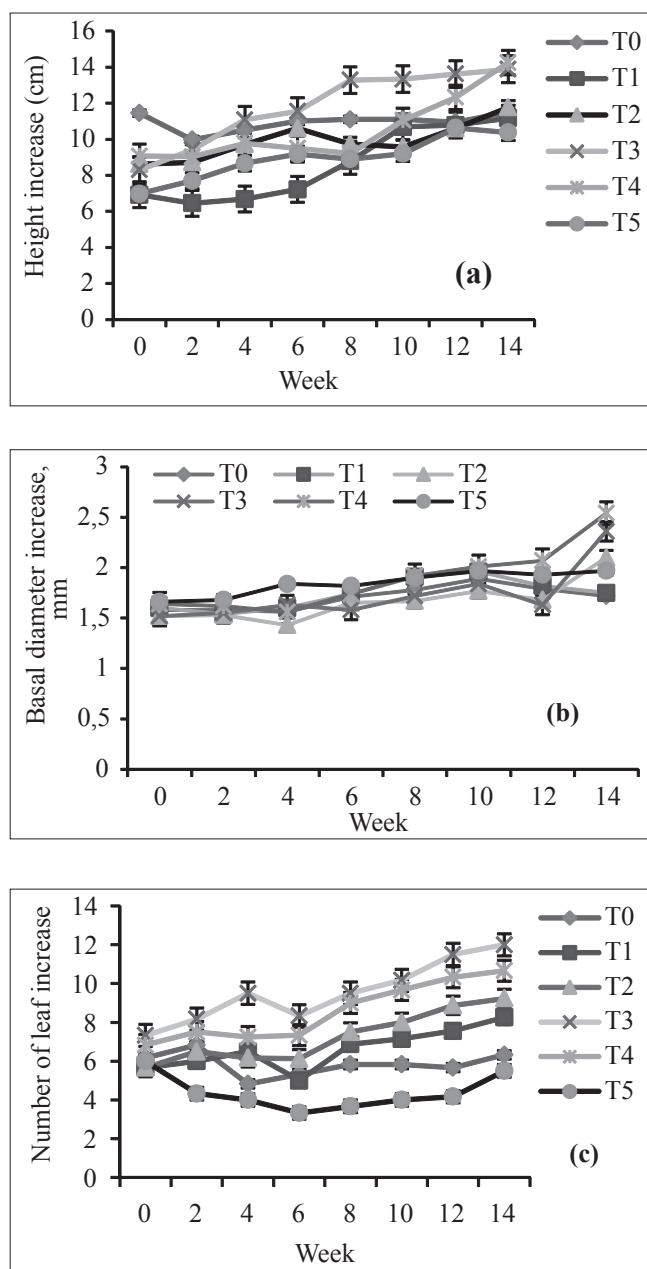 16
14
12
10
8
6
4
2
0
Height increase (cm)
0 2 4 6 8 10 12 14
Week
(a)
T0
T1
T2
T3
T4
T5
3
2,5
2
1,5
1
0,5
0
Basal diameter increase,
mm
T0 T1 T2
T3 T4 T5
(b)
0 2 4 6 8 10 12 14
Week
14
12
10
8
6
4
2
0
Number of leaf increase
T0
T1
T2
T3
T4
T5
(c)
0 2 4 6 8 10 12 14
Week